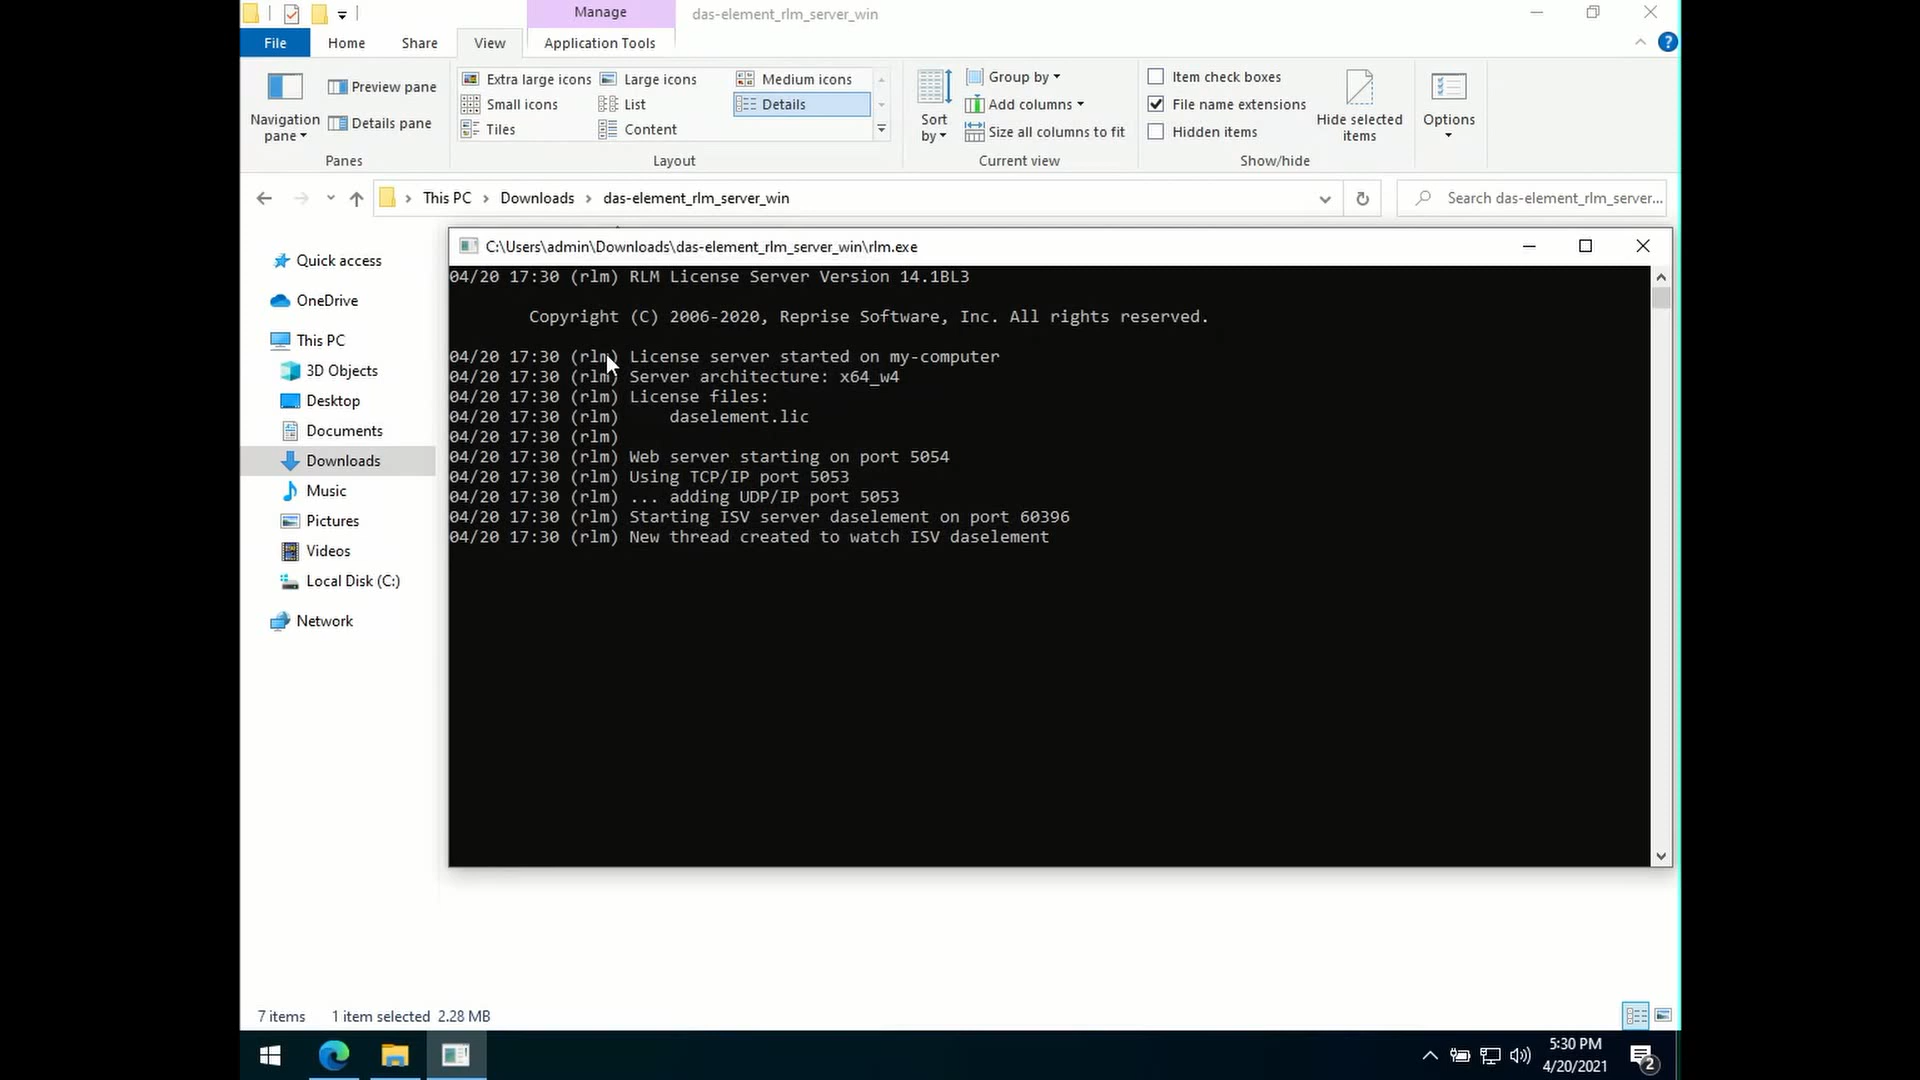 Manage
das-element_rlm_server_win
File
Home
Share
View
Application Tools
Navigation pane
Preview pane
Details pane
Panes
Extra large icons
Large icons
Medium icons
Small icons
List
Details
Tiles
Content
Layout
Sort by
Group by
Add columns
Size all columns to fit
Current view
Item check boxes
File name extensions
Hidden items
Hide selected items
Show/hide
Options
This PC > Downloads > das-element_rlm_server_win
Search das-element_rlm_server...
Quick access
OneDrive
This PC
3D Objects
Desktop
Documents
Downloads
Music
Pictures
Videos
Local Disk (C:)
Network
C:\Users\admin\Downloads\das-element_rlm_server_win\rlm.exe
04/20 17:30 (rlm) RLM License Server Version 14.1BL3
Copyright (C) 2006-2020, Reprise Software, Inc. All rights reserved.
04/20 17:30 (rlm) License server started on my-computer
04/20 17:30 (rlm) Server architecture: x64_w4
04/20 17:30 (rlm) License files:
04/20 17:30 (rlm) daselement.lic
04/20 17:30 (rlm)
04/20 17:30 (rlm) Web server starting on port 5054
04/20 17:30 (rlm) Using TCP/IP port 5053
04/20 17:30 (rlm) ... adding UDP/IP port 5053
04/20 17:30 (rlm) Starting ISV server daselement on port 60396
04/20 17:30 (rlm) New thread created to watch ISV daselement
7 items
1 item selected 2.28 MB
5:30 PM
4/20/2021
2